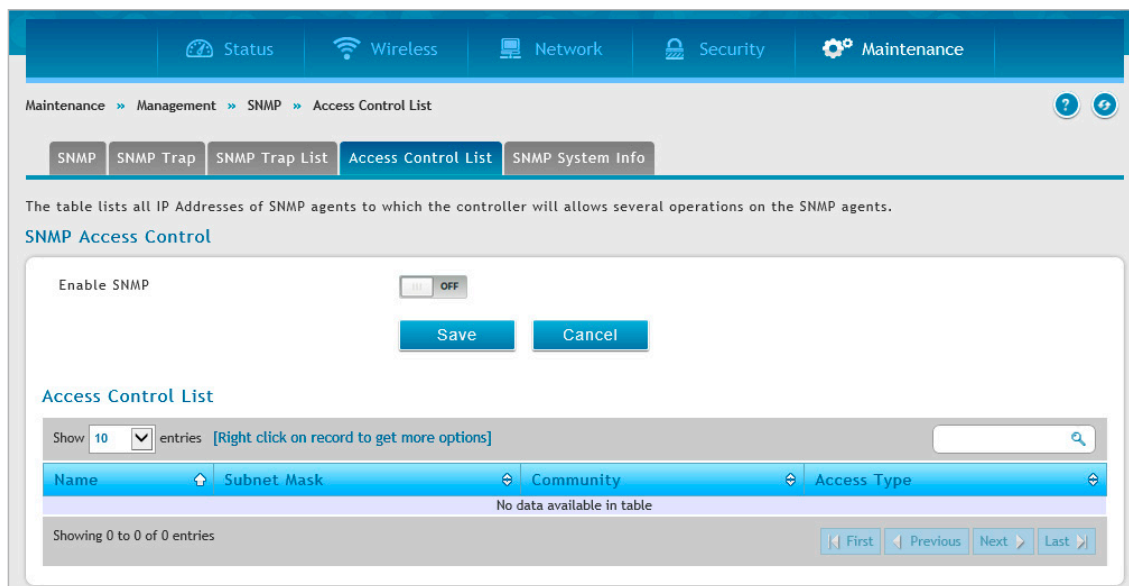 Status Wireless Network Security Maintenance
Maintenance » Management » SNMP » Access Control List
SNMP SNMP Trap SNMP Trap List Access Control List SNMP System Info
The table lists all IP Addresses of SNMP agents to which the controller will allows several operations on the SNMP agents.
SNMP Access Control
Enable SNMP OFF
Save Cancel
Access Control List
Show 10 entries [Right click on record to get more options]
Name Subnet Mask Community Access Type
No data available in table
Showing 0 to 0 of 0 entries First Previous Next Last